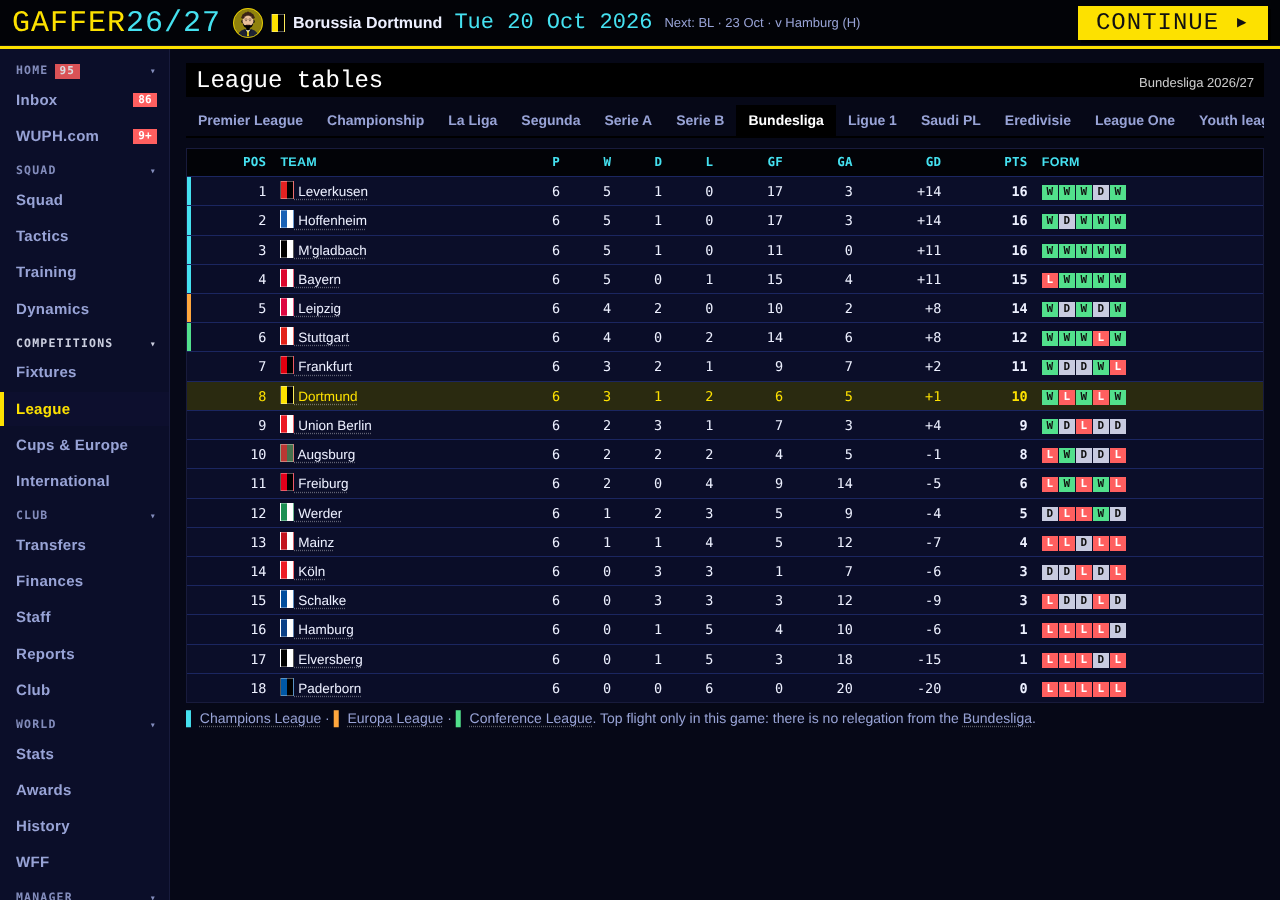 GAFFER26/27 Borussia Dortmund Tue 20 Oct 2026 Next: BL · 23 Oct · v Hamburg (H) CONTINUE ►
HOME 95 ▾
Inbox 86
WUPH.com 9+
SQUAD ▾
Squad
Tactics
Training
Dynamics
COMPETITIONS ▾
Fixtures
League
Cups & Europe
International
CLUB ▾
Transfers
Finances
Staff
Reports
Club
WORLD ▾
Stats
Awards
History
WFF
MANAGER ▾
League tables Bundesliga 2026/27
Premier League Championship La Liga Segunda Serie A Serie B Bundesliga Ligue 1 Saudi PL Eredivisie League One Youth leag
POS TEAM P W D L GF GA GD PTS FORM
1 Leverkusen 6 5 1 0 17 3 +14 16 W W W D W
2 Hoffenheim 6 5 1 0 17 3 +14 16 W D W W W
3 M'gladbach 6 5 1 0 11 0 +11 16 W W W W W
4 Bayern 6 5 0 1 15 4 +11 15 L W W W W
5 Leipzig 6 4 2 0 10 2 +8 14 W D W D W
6 Stuttgart 6 4 0 2 14 6 +8 12 W W W L W
7 Frankfurt 6 3 2 1 9 7 +2 11 W D D W L
8 Dortmund 6 3 1 2 6 5 +1 10 W L W L W
9 Union Berlin 6 2 3 1 7 3 +4 9 W D L D D
10 Augsburg 6 2 2 2 4 5 -1 8 L W D D L
11 Freiburg 6 2 0 4 9 14 -5 6 L W L W L
12 Werder 6 1 2 3 5 9 -4 5 D L L W D
13 Mainz 6 1 1 4 5 12 -7 4 L L D L L
14 Köln 6 0 3 3 1 7 -6 3 D D L D L
15 Schalke 6 0 3 3 3 12 -9 3 L D D L D
16 Hamburg 6 0 1 5 4 10 -6 1 L L L L D
17 Elversberg 6 0 1 5 3 18 -15 1 L L L D L
18 Paderborn 6 0 0 6 0 20 -20 0 L L L L L
Champions League · Europa League · Conference League. Top flight only in this game: there is no relegation from the Bundesliga.